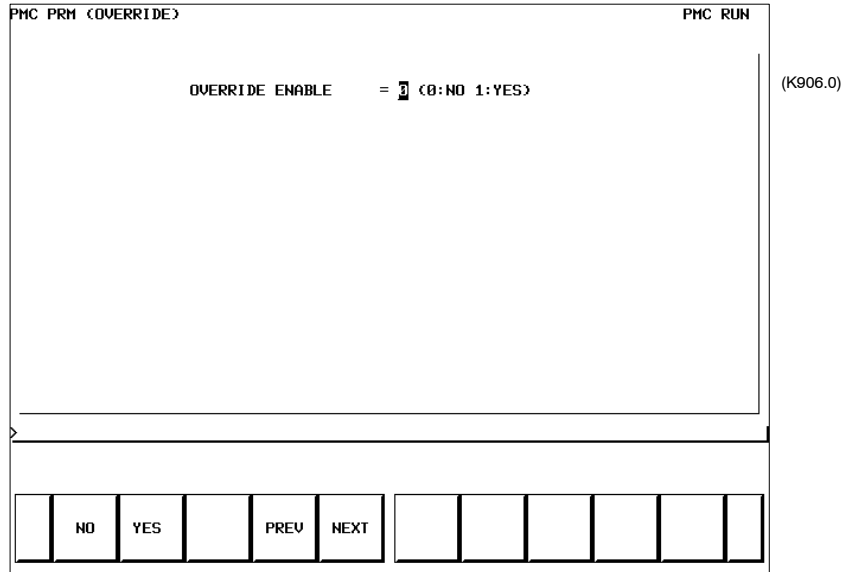 PMC PRM (OVERRIDE) PMC RUN
OVERRIDE ENABLE = 0 (0:NO 1:YES)
(K906.0)
>
NO YES PREV NEXT